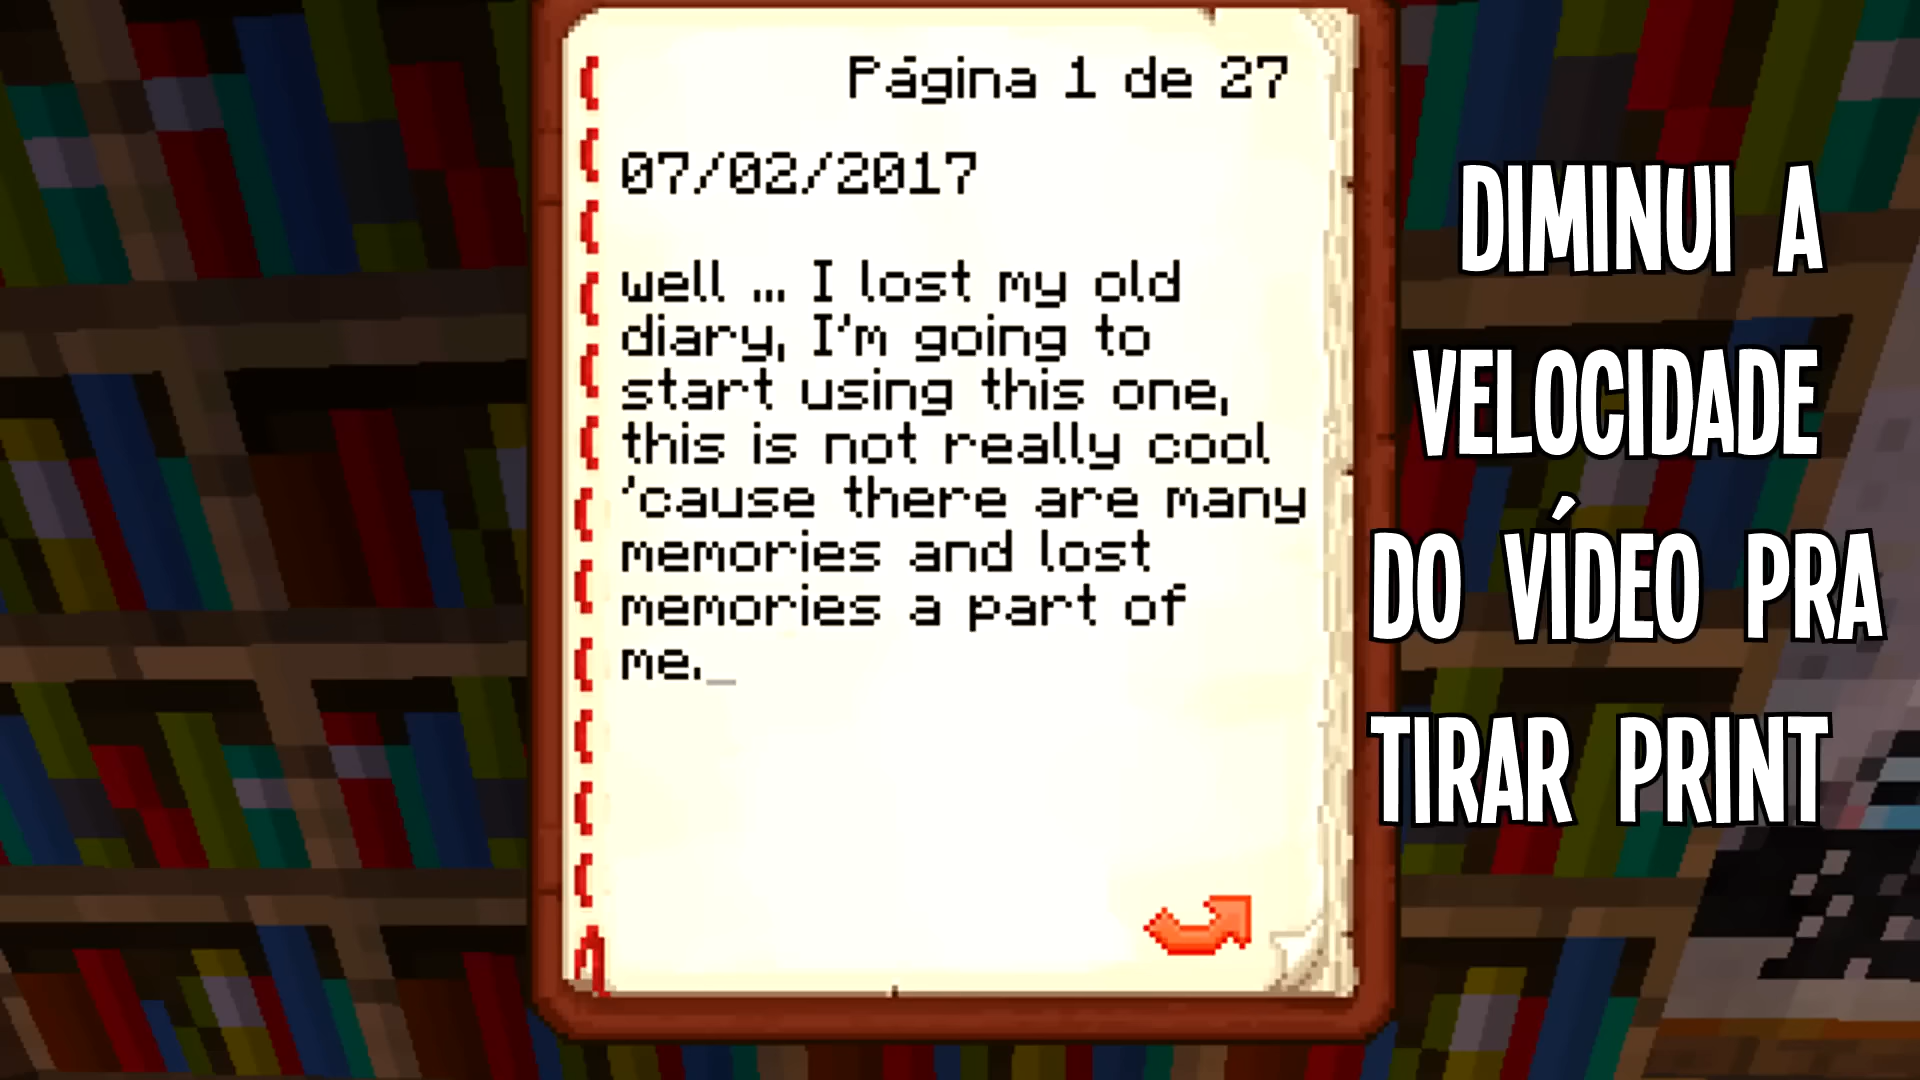 Página 1 de 27
07/02/2017
well ... I lost my old
diary, I'm going to
start using this one,
this is not really cool
'cause there are many
memories and lost
memories a part of
me._
DIMINUI A
VELOCIDADE
DO VÍDEO PRA
TIRAR PRINT